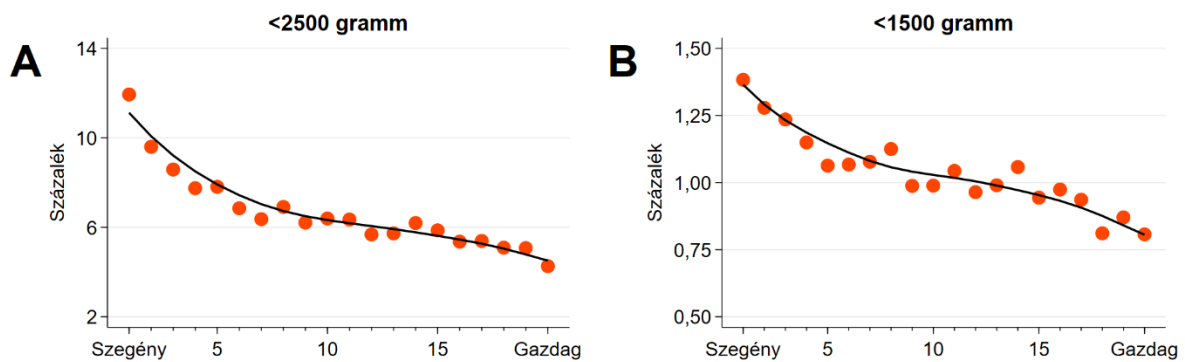 A
<2500 gramm
Százalék
14
10
6
2
Szegény 5 10 15 Gazdag
B
<1500 gramm
Százalék
1,50
1,25
1,00
0,75
0,50
Szegény 5 10 15 Gazdag